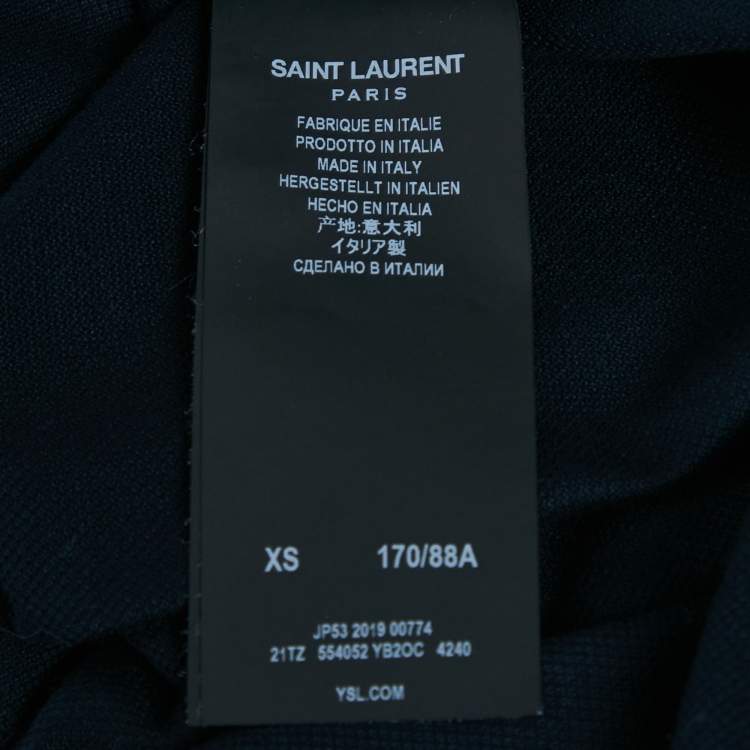 SAINT LAURENT
PARIS
FABRIQUE EN ITALIE
PRODOTTO IN ITALIA
MADE IN ITALY
HERGESTELLT IN ITALIEN
HECHO EN ITALIA
产地:意大利
イタリア製
СДЕЛАНО В ИТАЛИИ
XS 170/88A
JP53 2019 00774
21TZ 554052 YB2OC 4240
YSL.COM